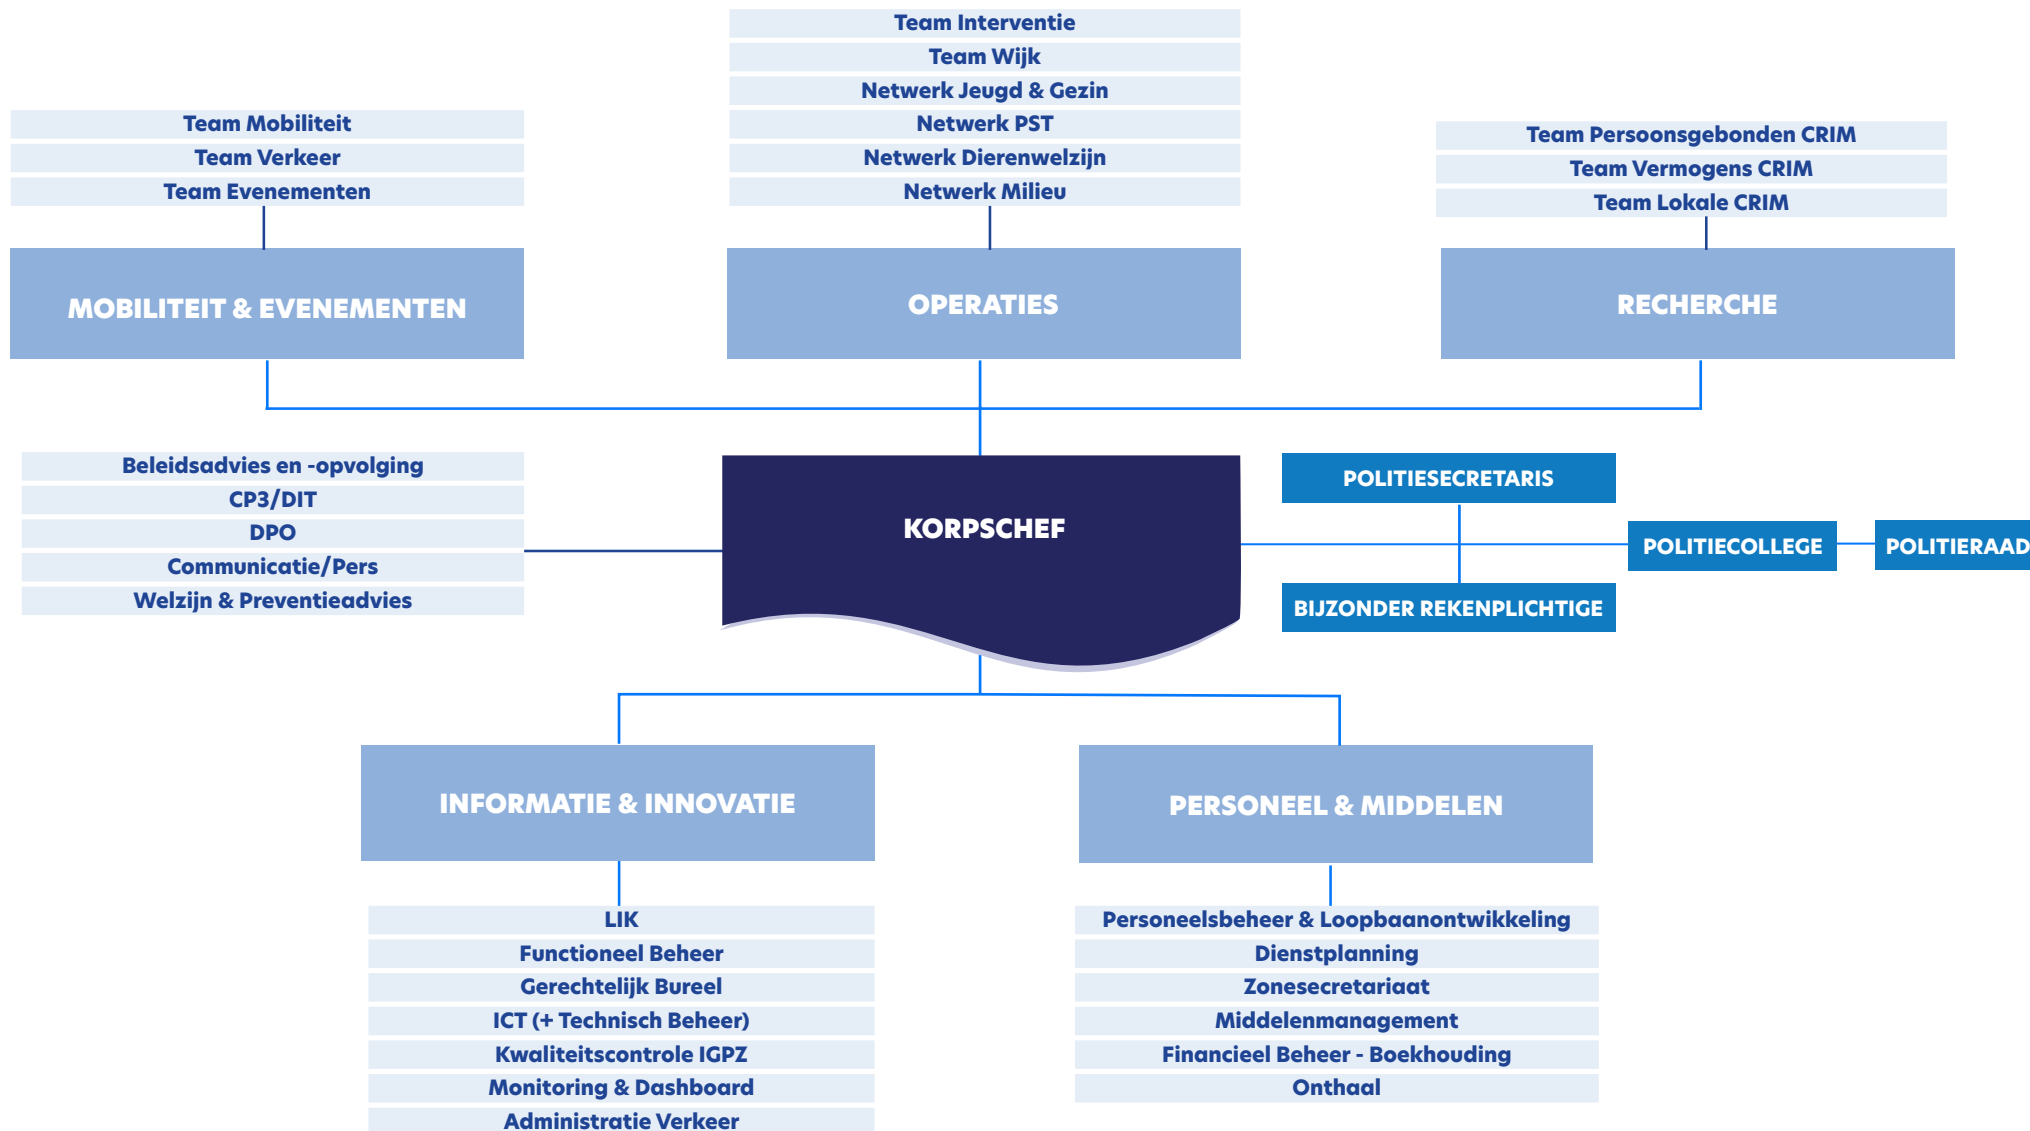 Team Interventie
Team Wijk
Netwerk Jeugd & Gezin
Netwerk PST
Netwerk Dierenwelzijn
Netwerk Milieu
Team Mobiliteit
Team Verkeer
Team Evenementen
Team Persoonsgebonden CRIM
Team Vermogens CRIM
Team Lokale CRIM
MOBILITEIT & EVENEMENTEN
OPERATIES
RECHERCHE
Beleidsadvies en -opvolging
CP3/DIT
DPO
Communicatie/Pers
Welzijn & Preventieadvies
KORPSCHEF
POLITIESECRETARIS
POLITIECOLLEGE
POLITIERAAD
BIJZONDER REKENPLICHTIGE
INFORMATIE & INNOVATIE
PERSONEEL & MIDDELEN
LIK
Functioneel Beheer
Gerechtelijk Bureel
ICT (+ Technisch Beheer)
Kwaliteitscontrole IGPZ
Monitoring & Dashboard
Administratie Verkeer
Personeelsbeheer & Loopbaanontwikkeling
Dienstplanning
Zonesecretariaat
Middelenmanagement
Financieel Beheer - Boekhouding
Onthaal